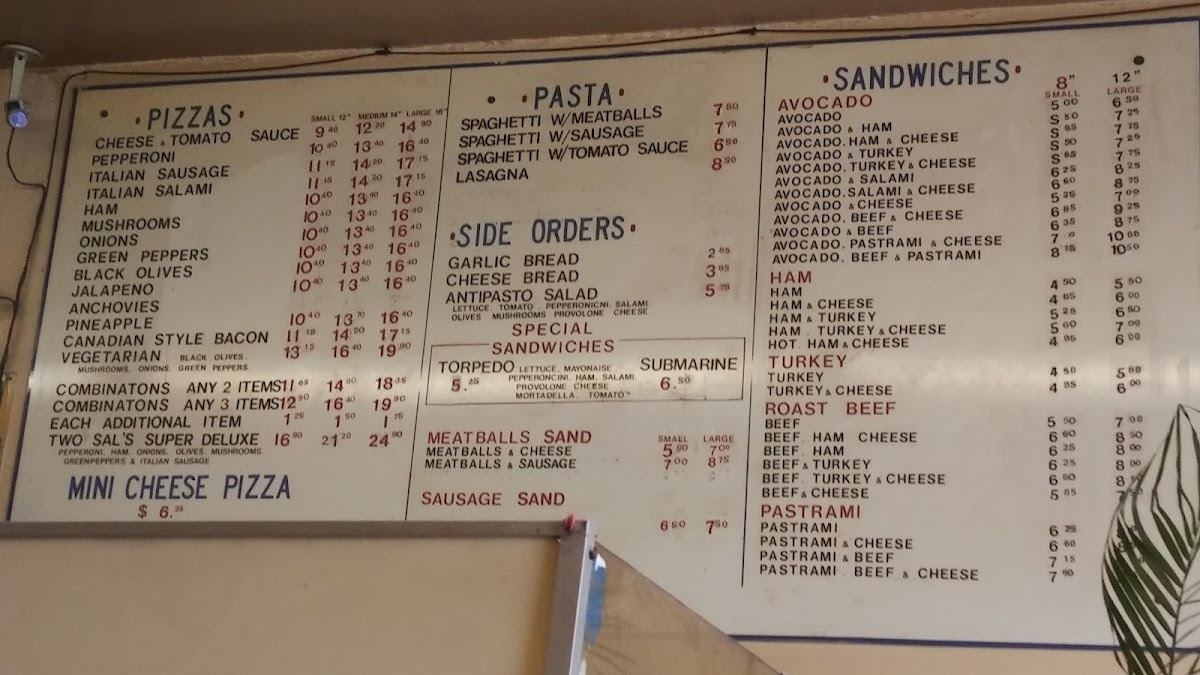 PIZZAS
SMALL 12" MEDIUM 14" LARGE 16"
CHEESE & TOMATO SAUCE 9 40 12 20 14 90
PEPPERONI 10 40 13 40 16 40
ITALIAN SAUSAGE 11 15 14 20 17 15
ITALIAN SALAMI 11 15 14 20 17 15
HAM 10 40 13 40 16 40
MUSHROOMS 10 40 13 40 16 40
ONIONS 10 40 13 40 16 40
GREEN PEPPERS 10 40 13 40 16 40
BLACK OLIVES 10 40 13 40 16 40
JALAPENO 10 40 13 40 16 40
ANCHOVIES
PINEAPPLE 10 40 13 70 16 40
CANADIAN STYLE BACON 11 15 14 20 17 15
VEGETARIAN BLACK OLIVES. 13 15 16 40 19 90
MUSHROOMS. ONIONS. GREEN PEPPERS.
COMBINATONS ANY 2 ITEMS 11 65 14 90 18 35
COMBINATONS ANY 3 ITEMS 12 90 16 40 19 90
EACH ADDITIONAL ITEM 1 25 1 50 1 75
TWO SAL'S SUPER DELUXE 16 90 21 20 24 90
PEPPERONI. HAM. ONIONS. OLIVES. MUSHROOMS.
GREENPEPPERS & ITALIAN SAUSAGE
MINI CHEESE PIZZA
$ 6.25
PASTA
SPAGHETTI W/MEATBALLS 7 50
SPAGHETTI W/SAUSAGE 7 75
SPAGHETTI W/TOMATO SAUCE 6 50
LASAGNA 8 50
SIDE ORDERS
GARLIC BREAD 2 85
CHEESE BREAD 3 85
ANTIPASTO SALAD 5 75
LETTUCE. TOMATO. PEPPERONICNI. SALAMI.
OLIVES MUSHROOMS PROVOLONE CHEESE
SPECIAL
SANDWICHES
TORPEDO LETTUCE. MAYONAISE SUBMARINE
5.25 PEPPERONCINI. HAM. SALAMI. 6.50
PROVOLONE CHEESE
MORTADELLA. TOMATO
MEATBALLS SAND SMALL LARGE
MEATBALLS & CHEESE 5 90 7 00
MEATBALLS & SAUSAGE 7 00 8 75
SAUSAGE SAND
6 50 7 50
SANDWICHES
8" 12"
SMALL LARGE
AVOCADO
AVOCADO 5 00 6 50
AVOCADO & HAM 5 50 7 25
AVOCADO. HAM & CHEESE 5 85 7 75
AVOCADO & TURKEY 5 50 7 25
AVOCADO. TURKEY & CHEESE 5 85 7 75
AVOCADO & SALAMI 6 25 8 25
AVOCADO. SALAMI & CHEESE 6 60 8 75
AVOCADO & CHEESE 5 25 7 00
AVOCADO. BEEF & CHEESE 6 85 9 25
AVOCADO & BEEF 6 35 8 75
AVOCADO. PASTRAMI & CHEESE 10 00
AVOCADO. BEEF & PASTRAMI 8 15 10 50
HAM
HAM 4 50 5 50
HAM & CHEESE 4 85 6 00
HAM & TURKEY 5 25 6 50
HAM. TURKEY & CHEESE 5 60 7 00
HOT. HAM & CHEESE 4 85 6 00
TURKEY
TURKEY 4 50 5 50
TURKEY & CHEESE 4 85 6 00
ROAST BEEF
BEEF 5 50 7 00
BEEF. HAM CHEESE 6 60 8 50
BEEF. HAM 6 25 8 00
BEEF & TURKEY 6 25 8 00
BEEF. TURKEY & CHEESE 6 60
BEEF & CHEESE 5 85
PASTRAMI
PASTRAMI 6 25
PASTRAMI & CHEESE 6 60
PASTRAMI & BEEF 7 15
PASTRAMI. BEEF & CHEESE 7 50